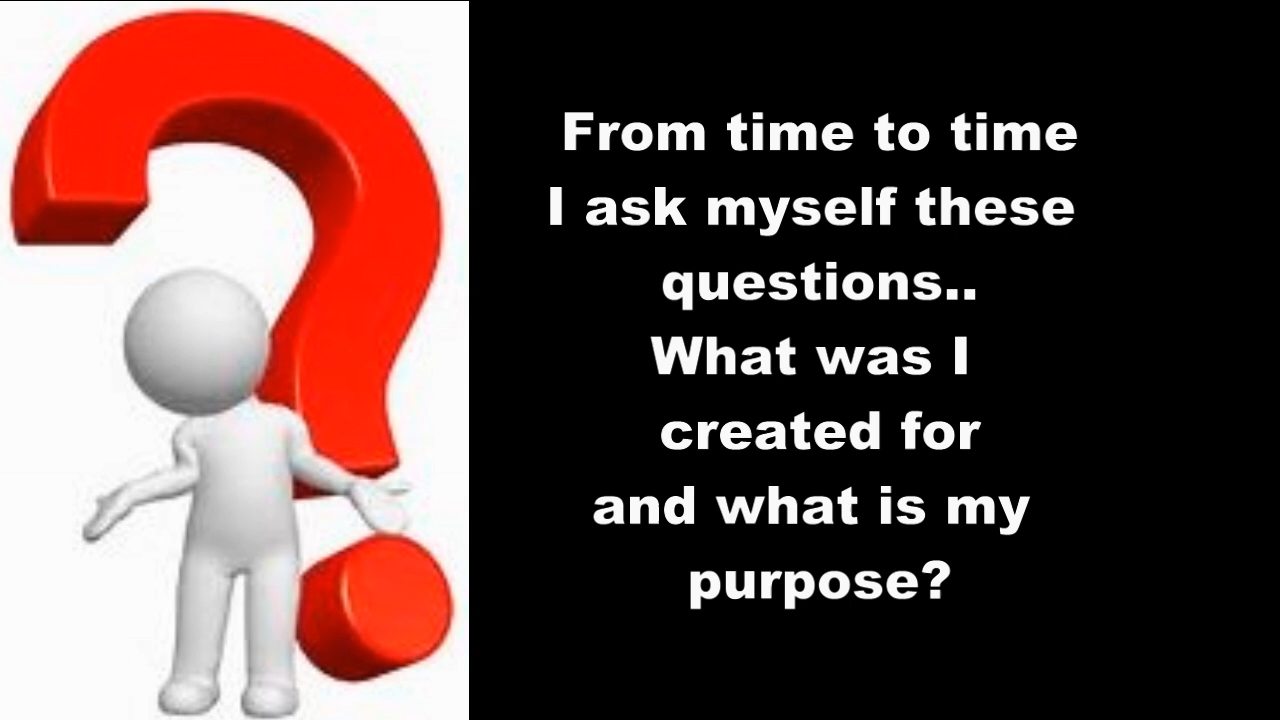 From time to time
I ask myself these
questions..
What was I
created for
and what is my
purpose?